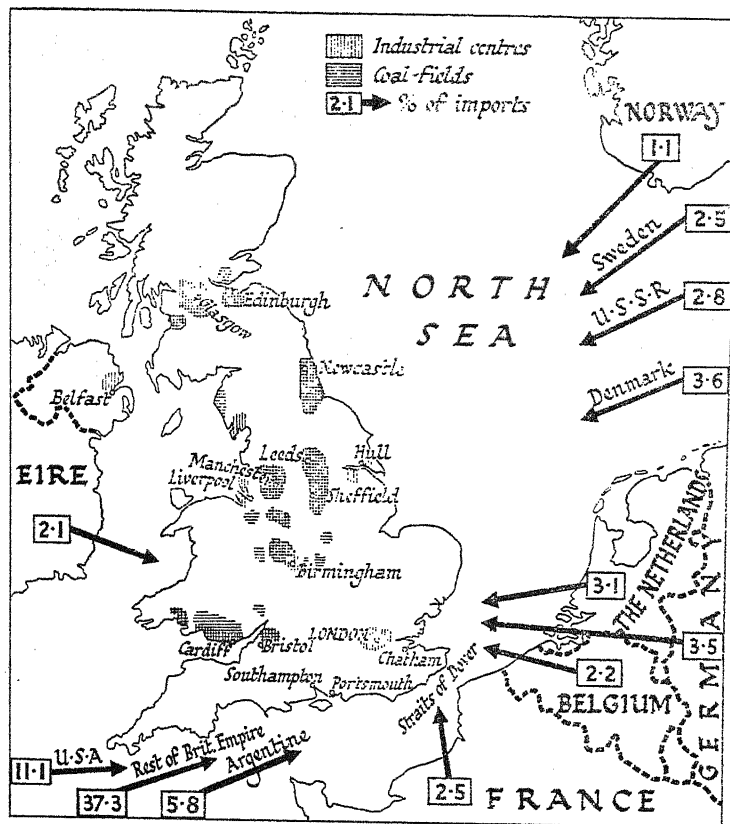 Industrial centres
Coal-fields
2·1 % of imports
NORWAY
1·1
Sweden
2·5
NORTH
SEA
U·S·S·R
2·8
Denmark
3·6
Glasgow
Edinburgh
Newcastle
Belfast
EIRE
2·1
Leeds
Hull
Manchester
Liverpool
Sheffield
Birmingham
THE NETHERLANDS
GERMANY
3·1
3·5
2·2
BELGIUM
Cardiff
Bristol
LONDON
Chatham
Southampton
Portsmouth
Straits of Dover
U·S·A
11·1
Rest of Brit. Empire
37·3
Argentine
5·8
2·5
FRANCE